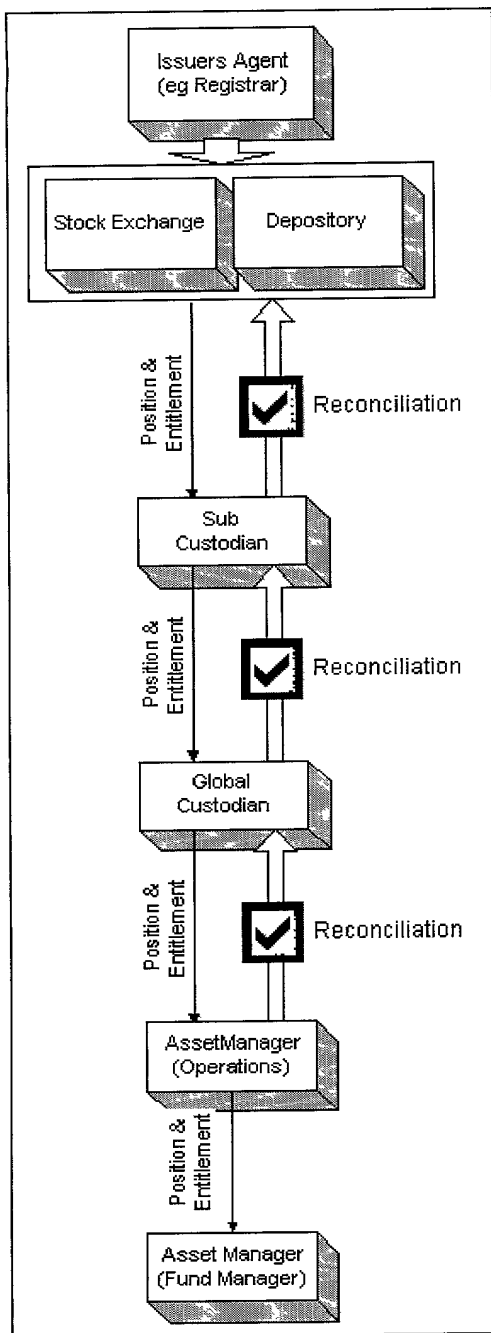 Issuers Agent
(eg Registrar)
Stock Exchange
Depository
Position &
Entitlement
Reconciliation
Sub
Custodian
Position &
Entitlement
Reconciliation
Global
Custodian
Position &
Entitlement
Reconciliation
AssetManager
(Operations)
Position &
Entitlement
Asset Manager
(Fund Manager)